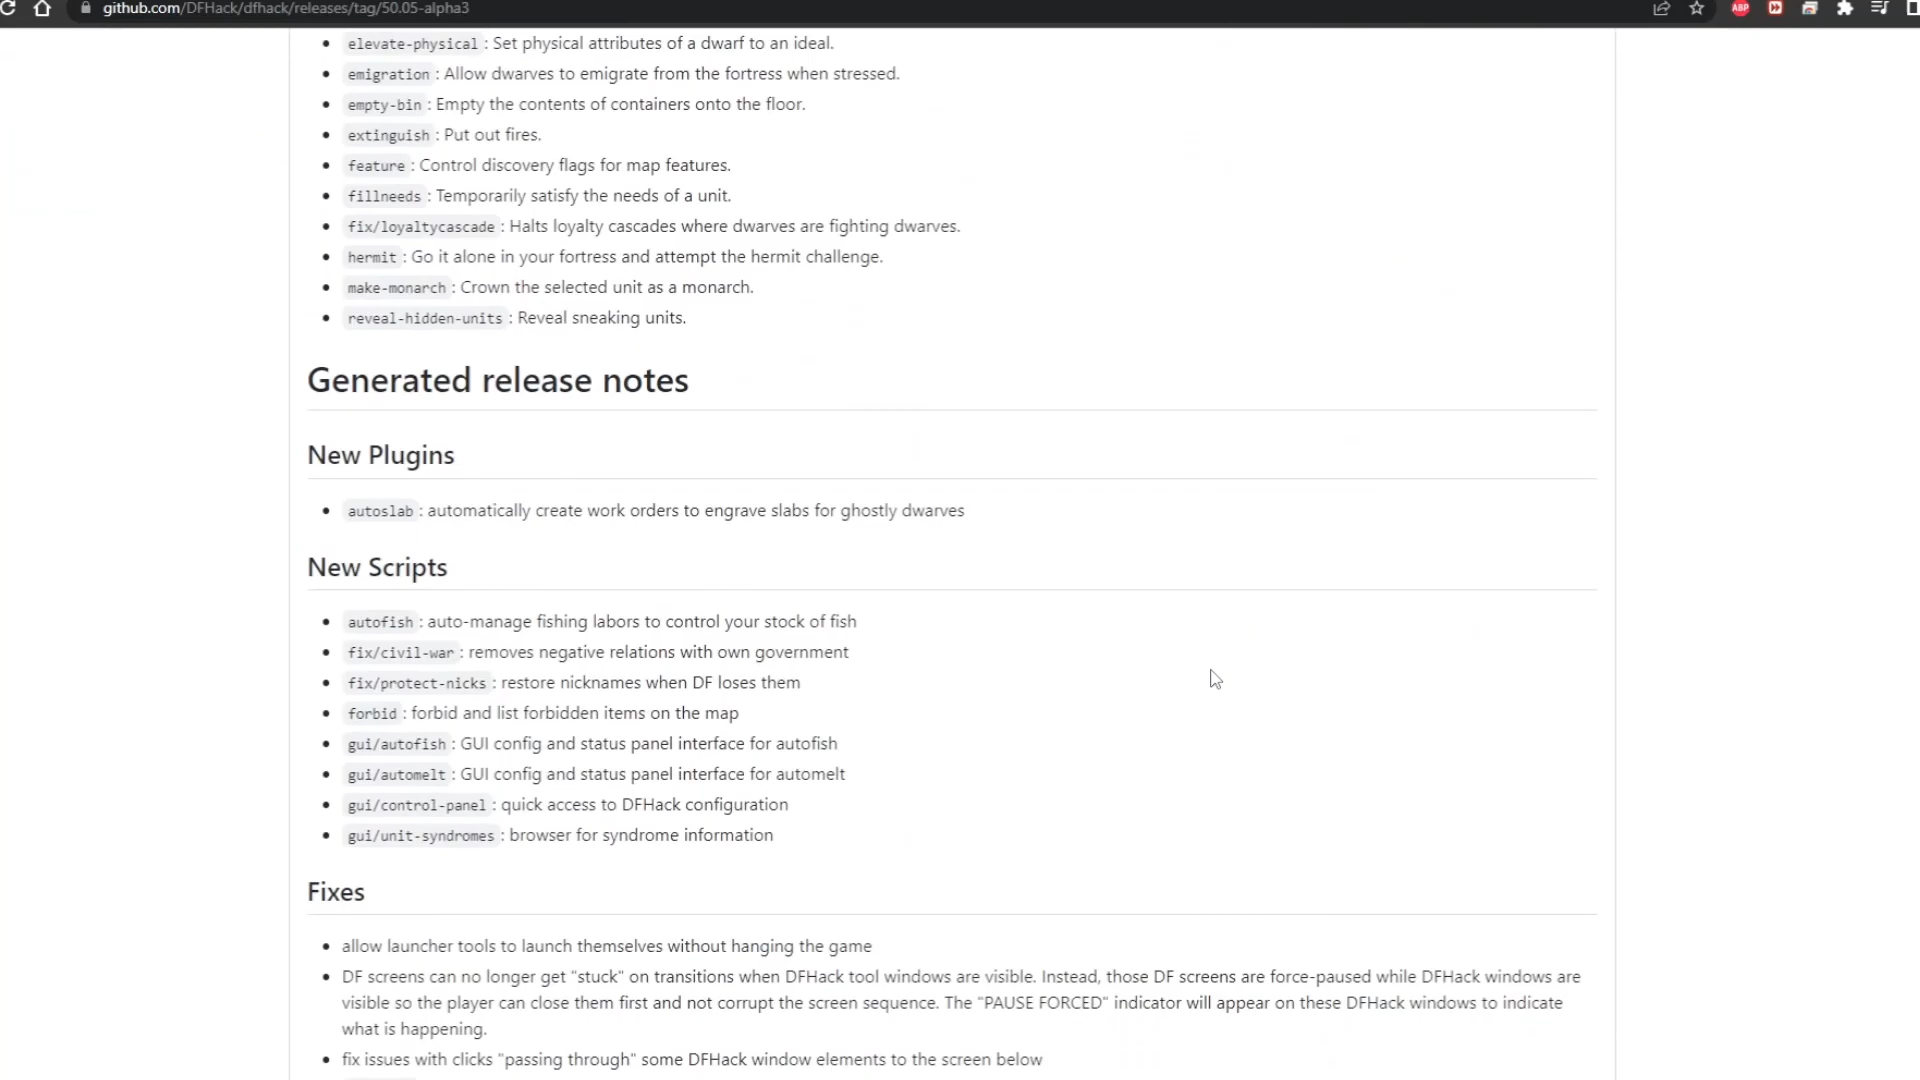 github.com/DFHack/dfhack/releases/tag/50.05-alpha3
ABP
elevate-physical : Set physical attributes of a dwarf to an ideal.
emigration : Allow dwarves to emigrate from the fortress when stressed.
empty-bin : Empty the contents of containers onto the floor.
extinguish : Put out fires.
feature : Control discovery flags for map features.
fillneeds : Temporarily satisfy the needs of a unit.
fix/loyaltycascade : Halts loyalty cascades where dwarves are fighting dwarves.
hermit : Go it alone in your fortress and attempt the hermit challenge.
make-monarch : Crown the selected unit as a monarch.
reveal-hidden-units : Reveal sneaking units.
Generated release notes
New Plugins
autoslab : automatically create work orders to engrave slabs for ghostly dwarves
New Scripts
autofish : auto-manage fishing labors to control your stock of fish
fix/civil-war : removes negative relations with own government
fix/protect-nicks : restore nicknames when DF loses them
forbid : forbid and list forbidden items on the map
gui/autofish : GUI config and status panel interface for autofish
gui/automelt : GUI config and status panel interface for automelt
gui/control-panel : quick access to DFHack configuration
gui/unit-syndromes : browser for syndrome information
Fixes
allow launcher tools to launch themselves without hanging the game
DF screens can no longer get "stuck" on transitions when DFHack tool windows are visible. Instead, those DF screens are force-paused while DFHack windows are
visible so the player can close them first and not corrupt the screen sequence. The "PAUSE FORCED" indicator will appear on these DFHack windows to indicate
what is happening.
fix issues with clicks "passing through" some DFHack window elements to the screen below